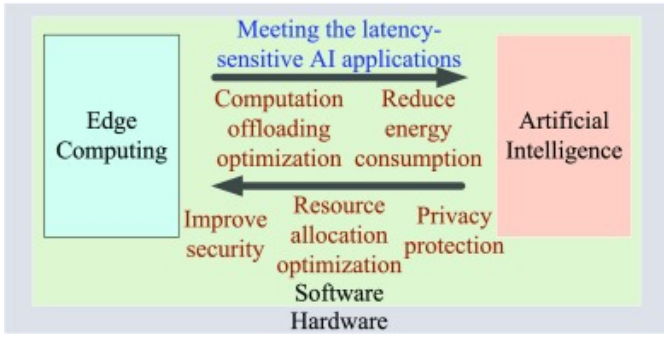 Meeting the latency-
sensitive AI applications
Edge
Computing
Computation
offloading
optimization
Reduce
energy
consumption
Artificial
Intelligence
Improve
security
Resource
allocation
optimization
Privacy
protection
Software
Hardware